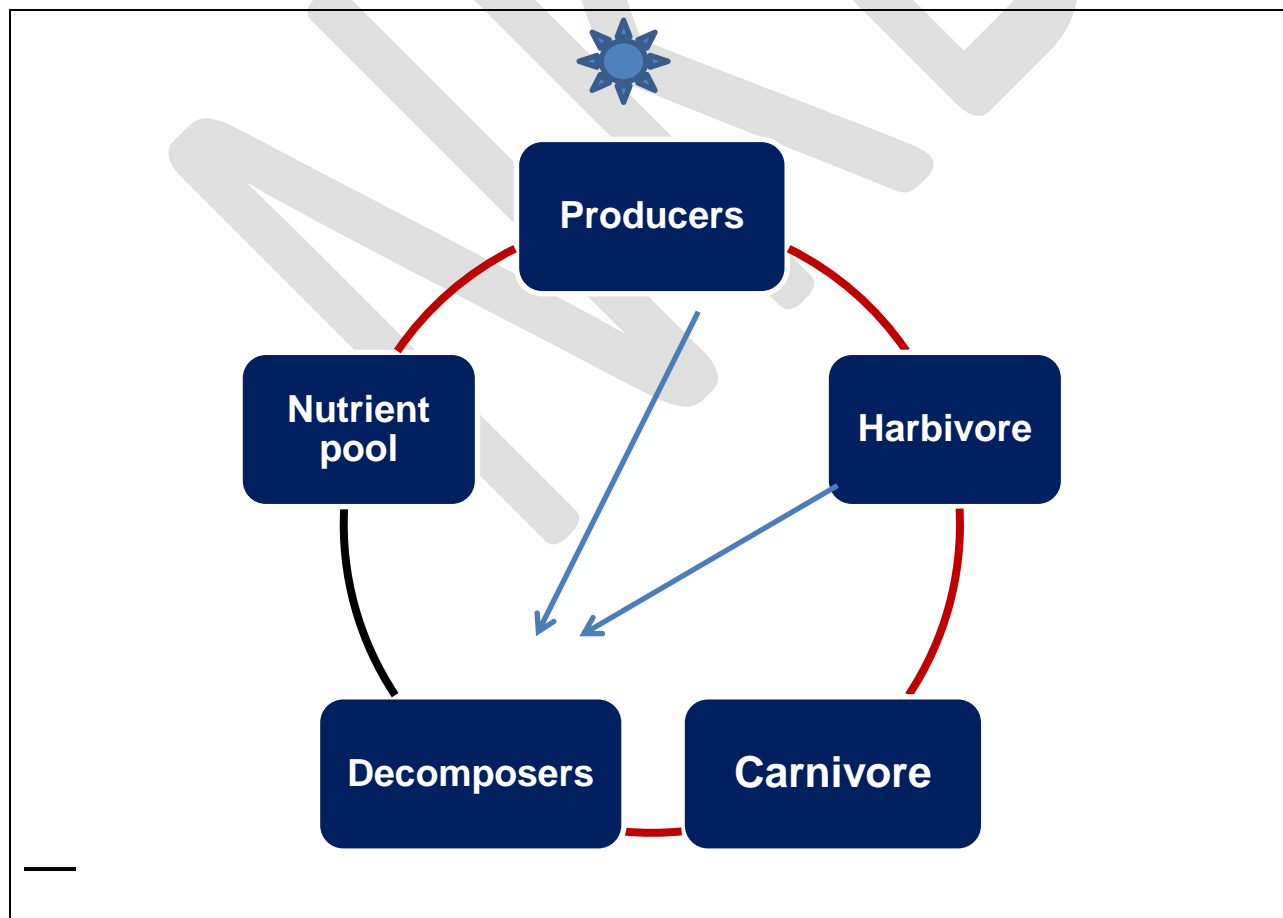 Producers
Nutrient
pool
Harbivore
Decomposers
Carnivore